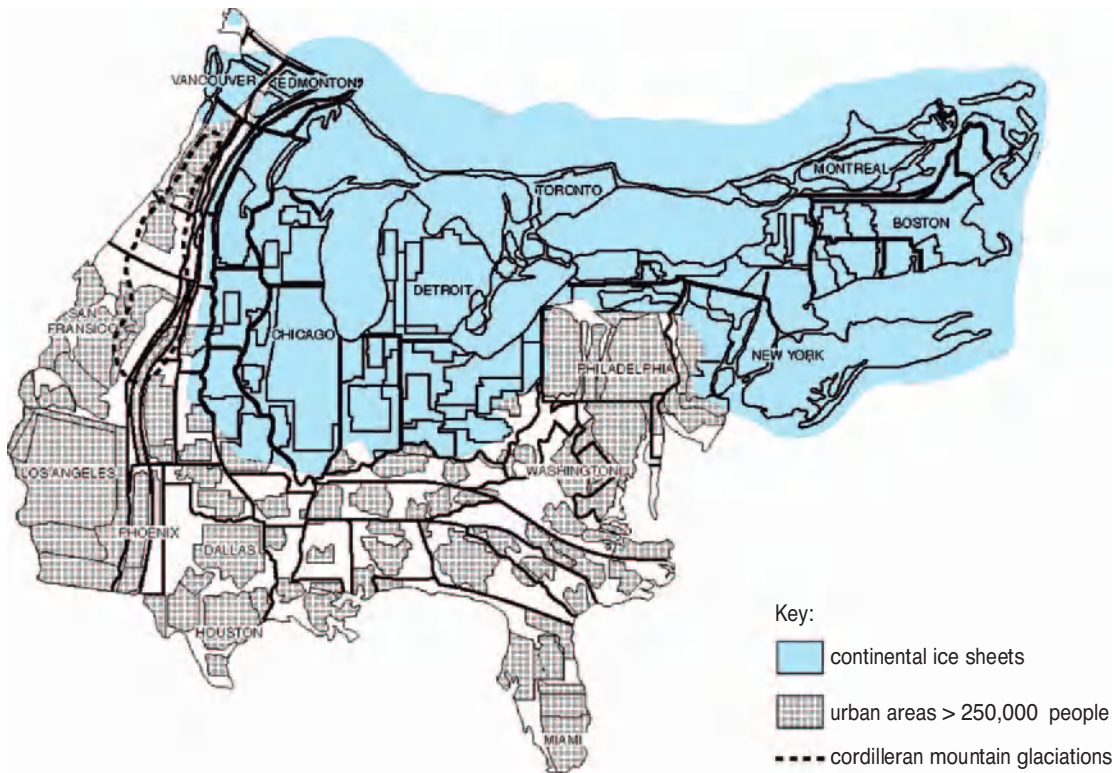 VANCOUVER
EDMONTON
MONTREAL
TORONTO
BOSTON
DETROIT
SAN
FRANSICO
CHICAGO
NEW YORK
PHILADELPHIA
LOS ANGELES
WASHINGTON
PHOENIX
DALLAS
HOUSTON
MIAMI
Key:
continental ice sheets
urban areas > 250,000 people
cordilleran mountain glaciations